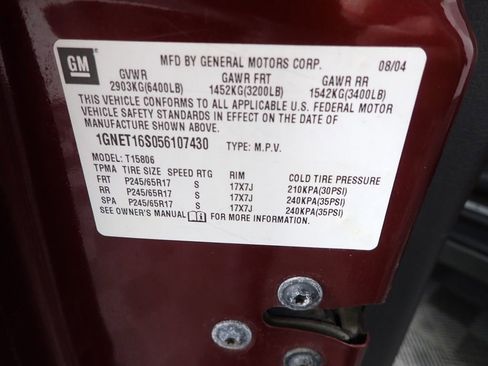 GM
MFD BY GENERAL MOTORS CORP. 08/04
GVWR GAWR FRT GAWR RR
2903KG(6400LB) 1452KG(3200LB) 1542KG(3400LB)
THIS VEHICLE CONFORMS TO ALL APPLICABLE U.S. FEDERAL MOTOR
VEHICLE SAFETY STANDARDS IN EFFECT ON THE DATE OF
MANUFACTURE SHOWN ABOVE.
1GNET16S056107430 TYPE: M.P.V.
MODEL: T15806
TPMA TIRE SIZE SPEED RTG RIM COLD TIRE PRESSURE
FRT P245/65R17 S 17X7J 210KPA(30PSI)
RR P245/65R17 S 17X7J 240KPA(35PSI)
SPA P245/65R17 S 17X7J 240KPA(35PSI)
SEE OWNER'S MANUAL FOR MORE INFORMATION.